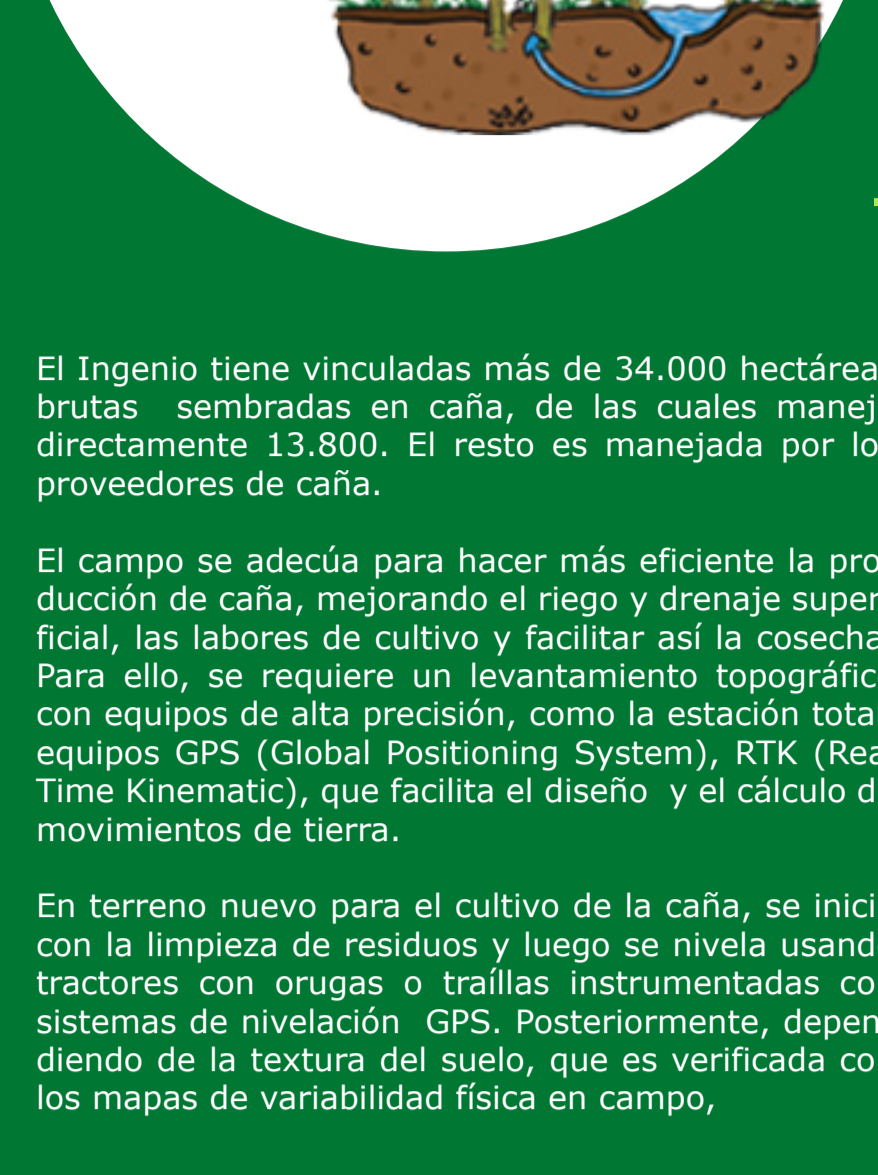 El Ingenio tiene vinculadas más de 34.000 hectárea
brutas sembradas en caña, de las cuales manej
directamente 13.800. El resto es manejada por lo
proveedores de caña.
El campo se adecúa para hacer más eficiente la pro
ducción de caña, mejorando el riego y drenaje super
ficial, las labores de cultivo y facilitar así la cosecha
Para ello, se requiere un levantamiento topográfic
con equipos de alta precisión, como la estación tota
equipos GPS (Global Positioning System), RTK (Rea
Time Kinematic), que facilita el diseño y el cálculo d
movimientos de tierra.
En terreno nuevo para el cultivo de la caña, se inici
con la limpieza de residuos y luego se nivela usand
tractores con orugas o traíllas instrumentadas co
sistemas de nivelación GPS. Posteriormente, depen
diendo de la textura del suelo, que es verificada co
los mapas de variabilidad física en campo,